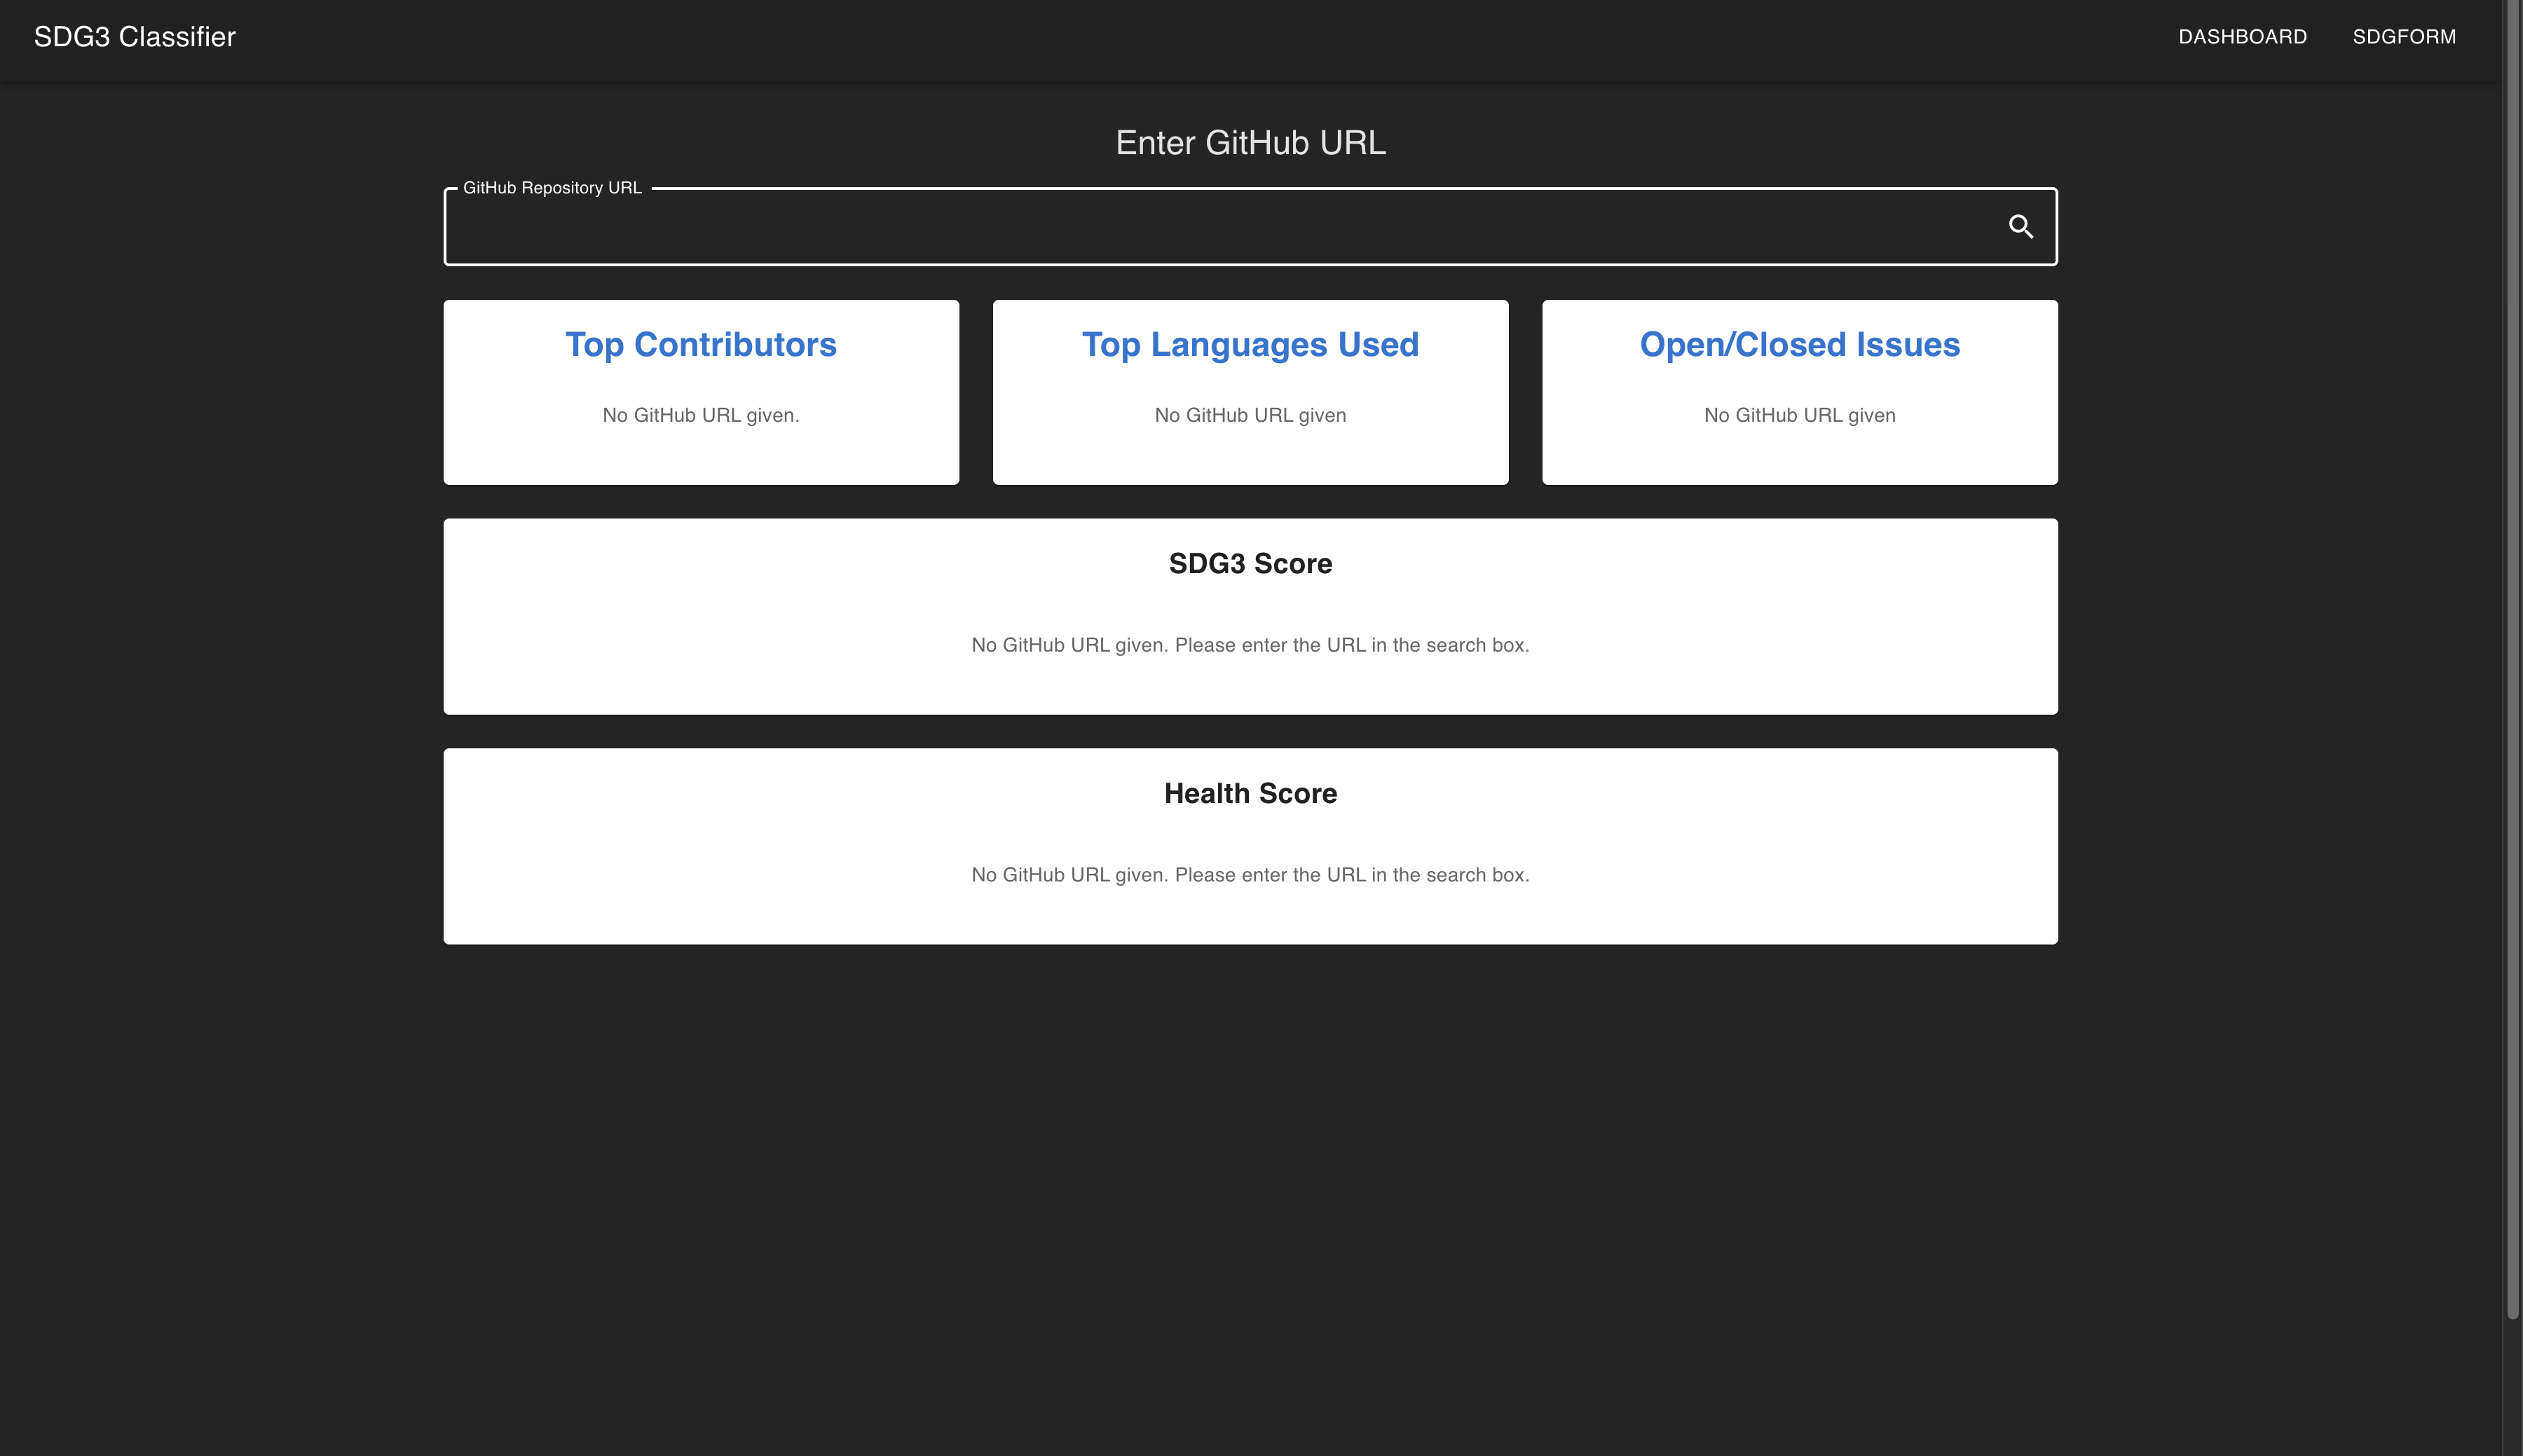 SDG3 Classifier
DASHBOARD
SDGFORM
Enter GitHub URL
GitHub Repository URL
Top Contributors
No GitHub URL given.
Top Languages Used
No GitHub URL given
Open/Closed Issues
No GitHub URL given
SDG3 Score
No GitHub URL given. Please enter the URL in the search box.
Health Score
No GitHub URL given. Please enter the URL in the search box.